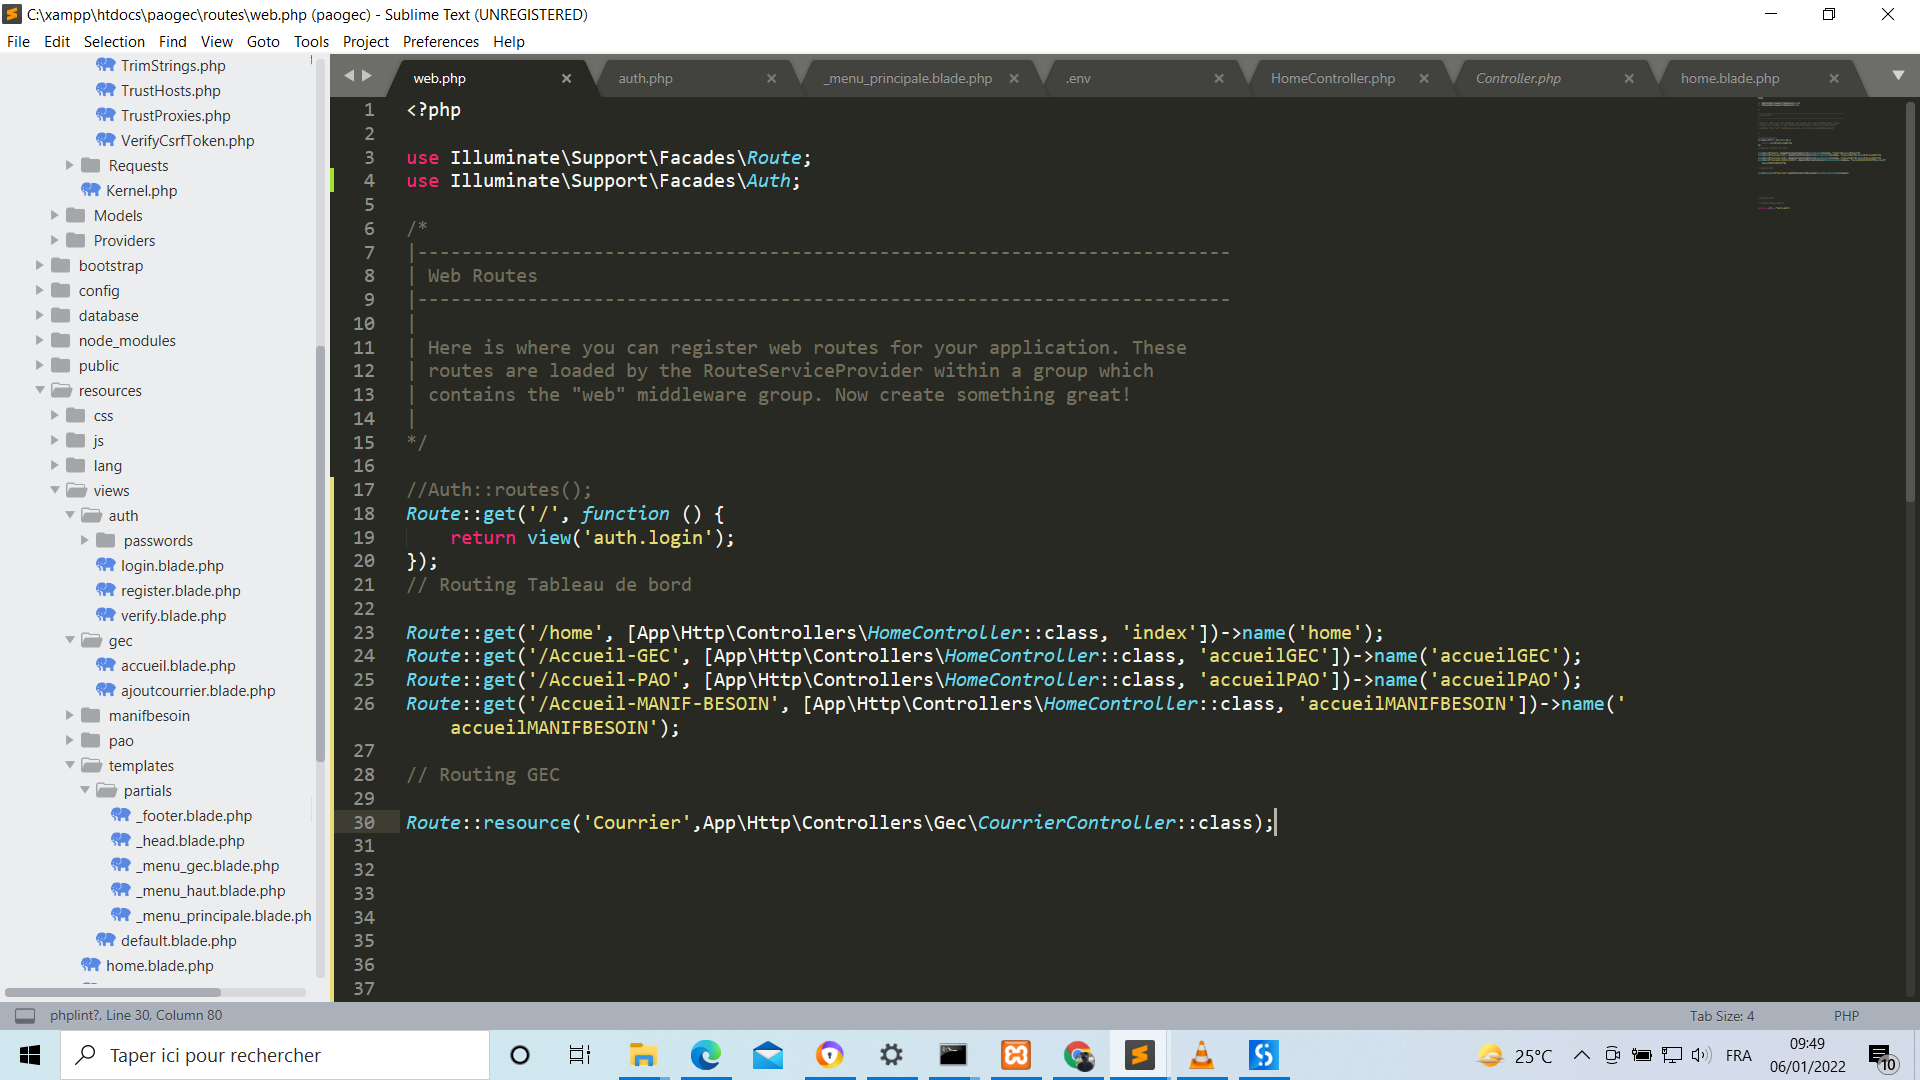 C:\xampp\htdocs\paogec\routes\web.php (paogec) - Sublime Text (UNREGISTERED)
File Edit Selection Find View Goto Tools Project Preferences Help
TrimStrings.php
TrustHosts.php
TrustProxies.php
VerifyCsrfToken.php
Requests
Kernel.php
Models
Providers
bootstrap
config
database
node_modules
public
resources
css
js
lang
views
auth
passwords
login.blade.php
register.blade.php
verify.blade.php
gec
accueil.blade.php
ajoutcourrier.blade.php
manifbesoin
pao
templates
partials
_footer.blade.php
_head.blade.php
_menu_gec.blade.php
_menu_haut.blade.php
_menu_principale.blade.ph
default.blade.php
home.blade.php
web.php auth.php _menu_principale.blade.php .env HomeController.php Controller.php home.blade.php
1 <?php
2
3 use Illuminate\Support\Facades\Route;
4 use Illuminate\Support\Facades\Auth;
5
6 /*
7 |--------------------------------------------------------------------------
8 | Web Routes
9 |--------------------------------------------------------------------------
10 |
11 | Here is where you can register web routes for your application. These
12 | routes are loaded by the RouteServiceProvider within a group which
13 | contains the "web" middleware group. Now create something great!
14 |
15 */
16
17 //Auth::routes();
18 Route::get('/', function () {
19     return view('auth.login');
20 });
21 // Routing Tableau de bord
22
23 Route::get('/home', [App\Http\Controllers\HomeController::class, 'index'])->name('home');
24 Route::get('/Accueil-GEC', [App\Http\Controllers\HomeController::class, 'accueilGEC'])->name('accueilGEC');
25 Route::get('/Accueil-PAO', [App\Http\Controllers\HomeController::class, 'accueilPAO'])->name('accueilPAO');
26 Route::get('/Accueil-MANIF-BESOIN', [App\Http\Controllers\HomeController::class, 'accueilMANIFBESOIN'])->name('
accueilMANIFBESOIN');
27
28 // Routing GEC
29
30 Route::resource('Courrier',App\Http\Controllers\Gec\CourrierController::class);
31
32
33
34
35
36
37
phplint?, Line 30, Column 80
Tab Size: 4 PHP
Taper ici pour rechercher
25°C FRA
09:49
06/01/2022
10